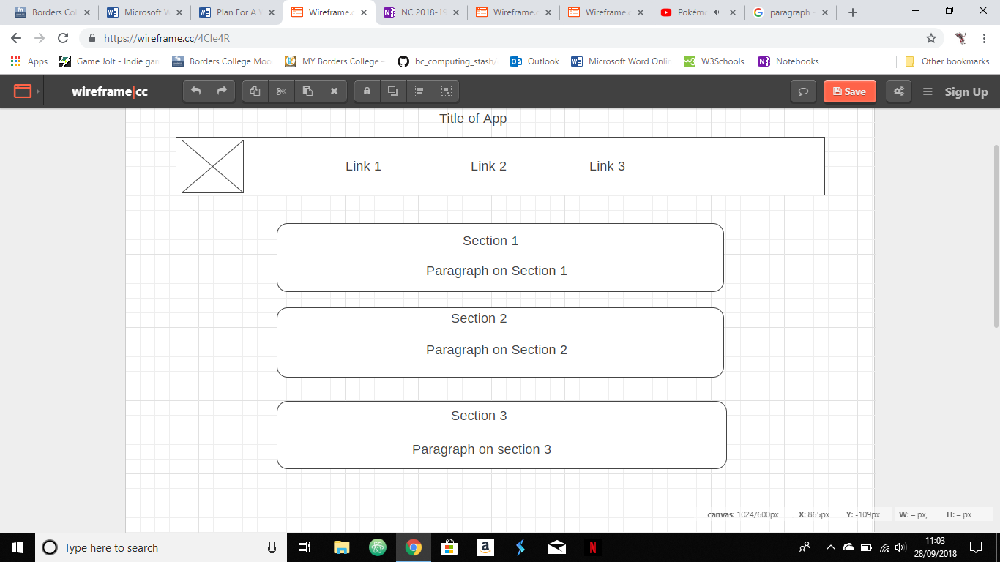 Borders Col
Microsoft W
Plan For A W
Wireframe.c
NC 2018-19
Wireframe.c
Wireframe.c
Pokémo
paragraph -
https://wireframe.cc/4CIe4R
Apps
Game Jolt - Indie gam
Borders College Moo
MY Borders College -
bc_computing_stash/
Outlook
Microsoft Word Onlin
W3Schools
Notebooks
Other bookmarks
wireframe|cc
Save
Sign Up
Title of App
Link 1 Link 2 Link 3
Section 1
Paragraph on Section 1
Section 2
Paragraph on Section 2
Section 3
Paragraph on section 3
canvas: 1024/600px X: 865px Y: -109px W: – px, H: – px
Type here to search
11:03
28/09/2018